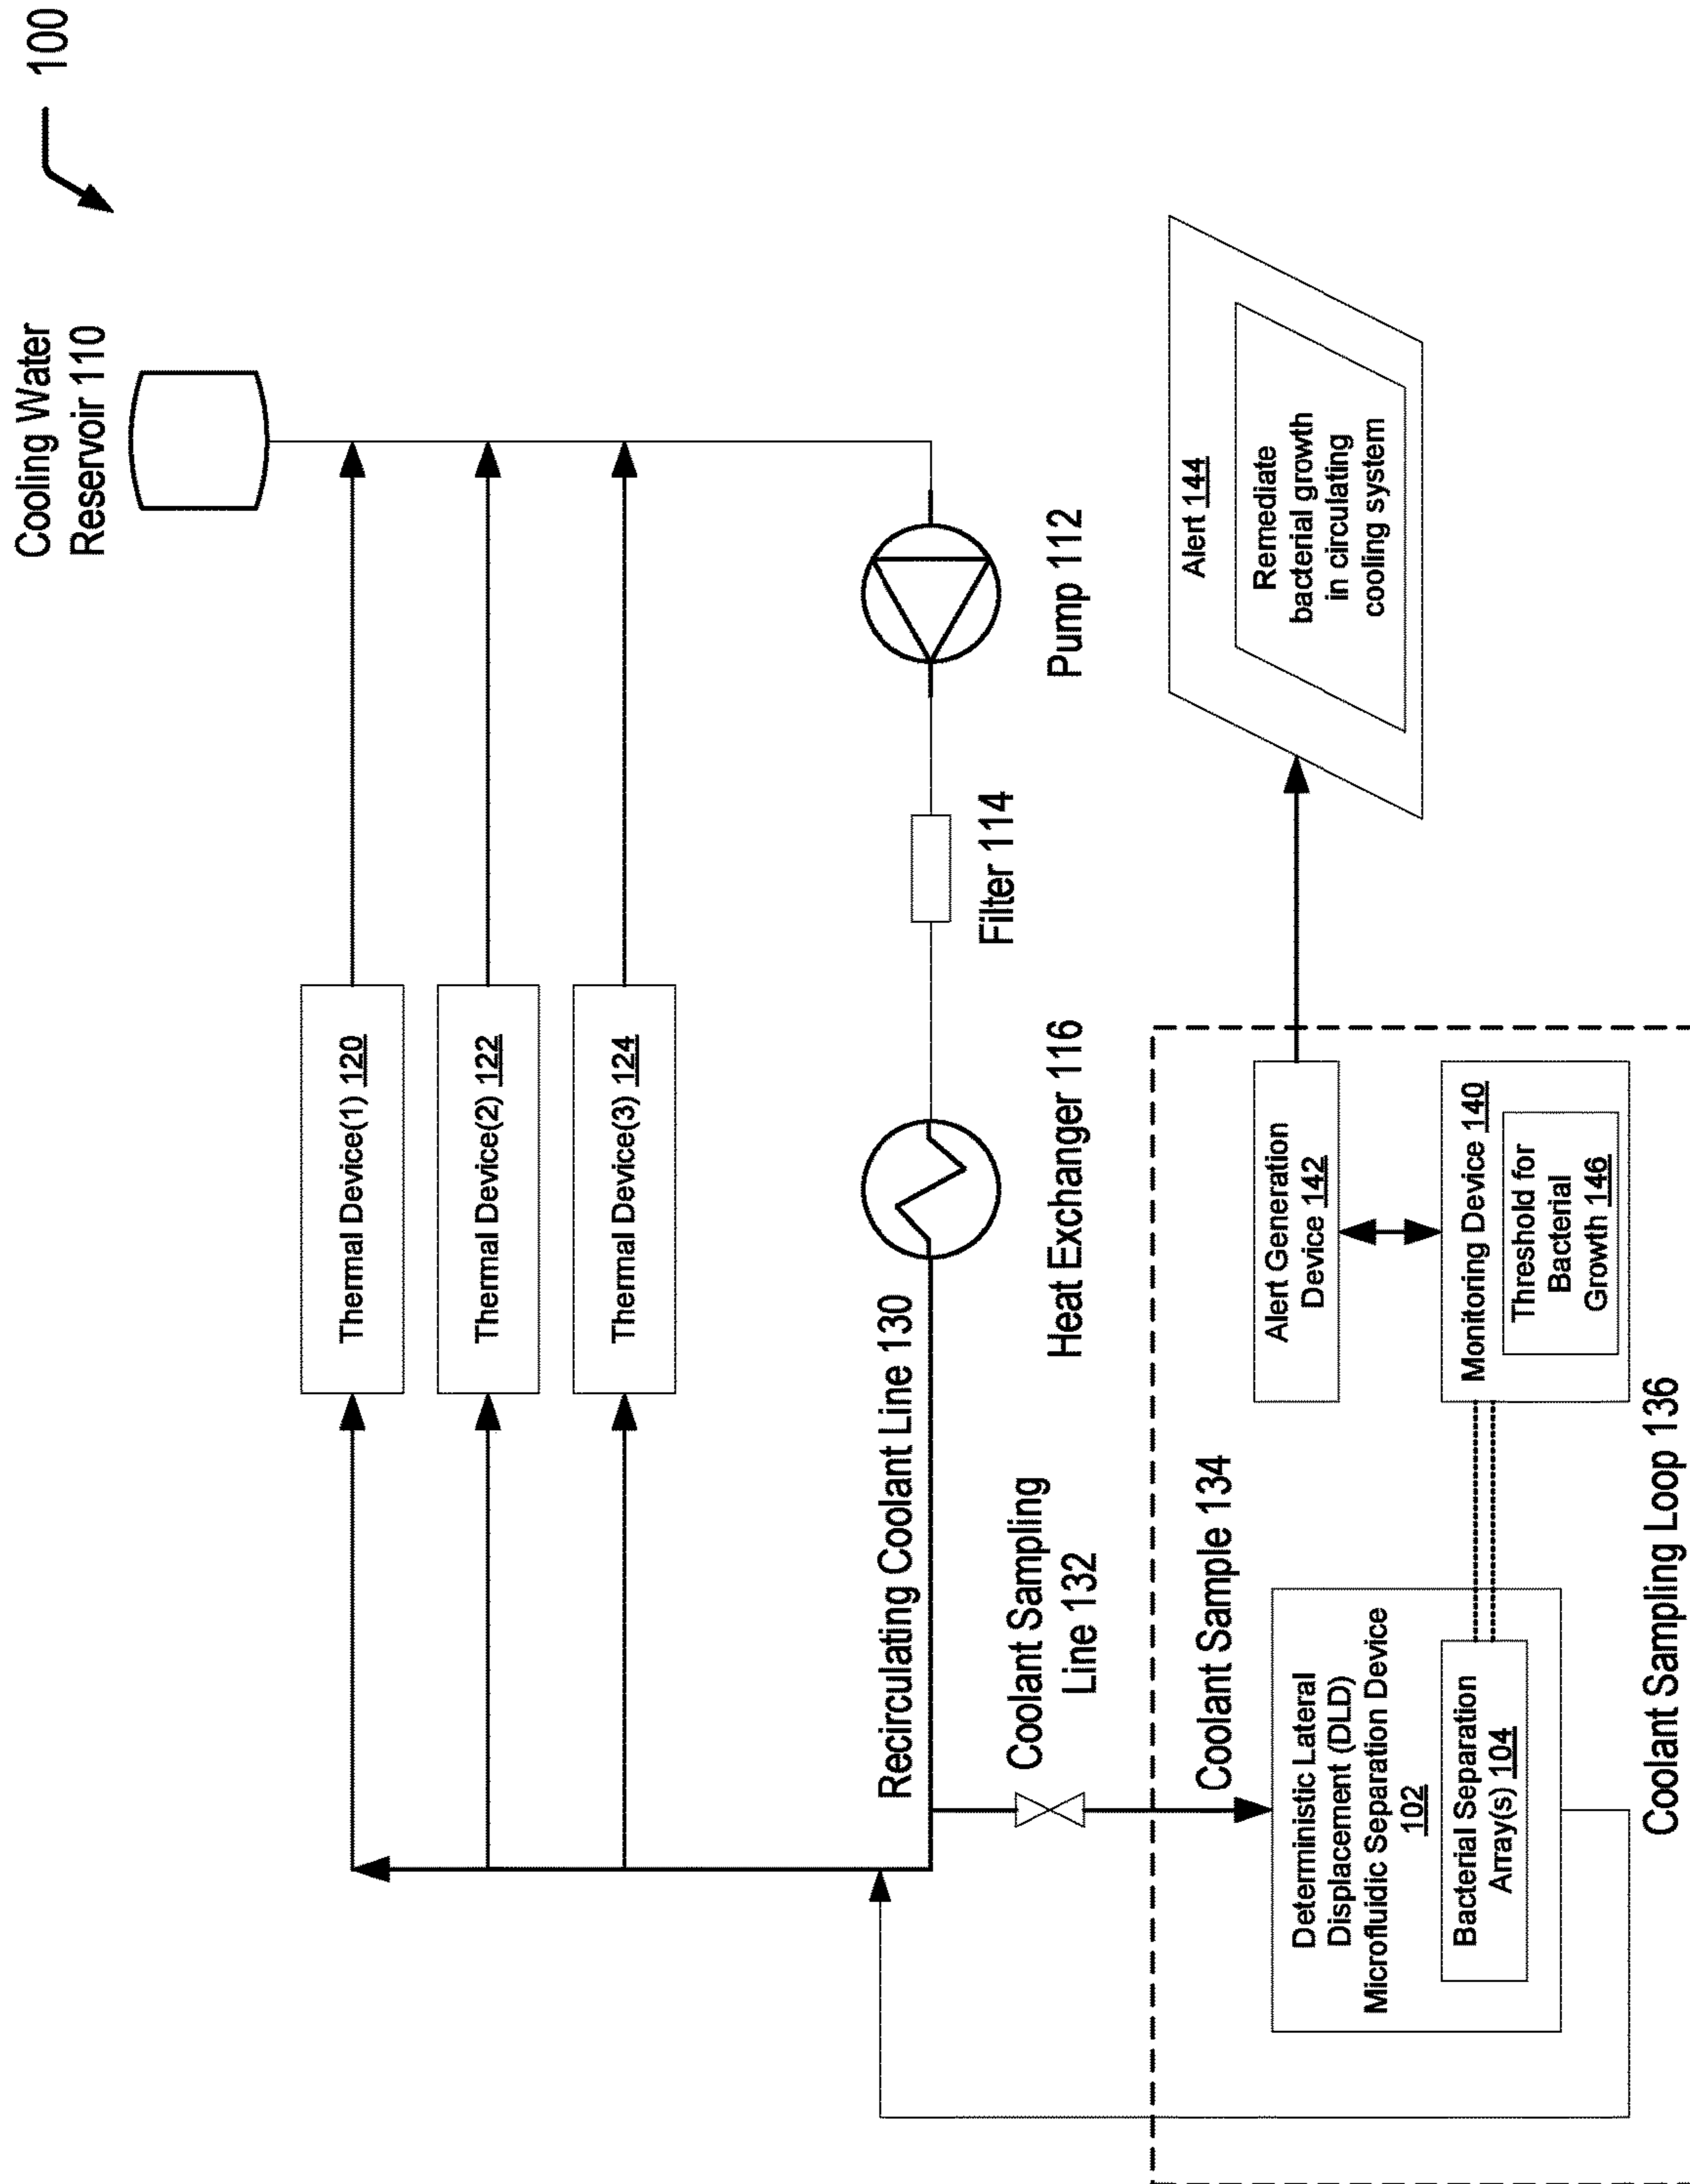 100
Cooling Water
Reservoir 110
Thermal Device(1) 120
Thermal Device(2) 122
Thermal Device(3) 124
Recirculating Coolant Line 130
Heat Exchanger 116
Filter 114
Pump 112
Coolant Sampling
Line 132
Coolant Sample 134
Deterministic Lateral
Displacement (DLD)
Microfluidic Separation Device
102
Bacterial Separation
Array(s) 104
Alert Generation
Device 142
Monitoring Device 140
Threshold for
Bacterial
Growth 146
Coolant Sampling Loop 136
Alert 144
Remediate
bacterial growth
in circulating
cooling system